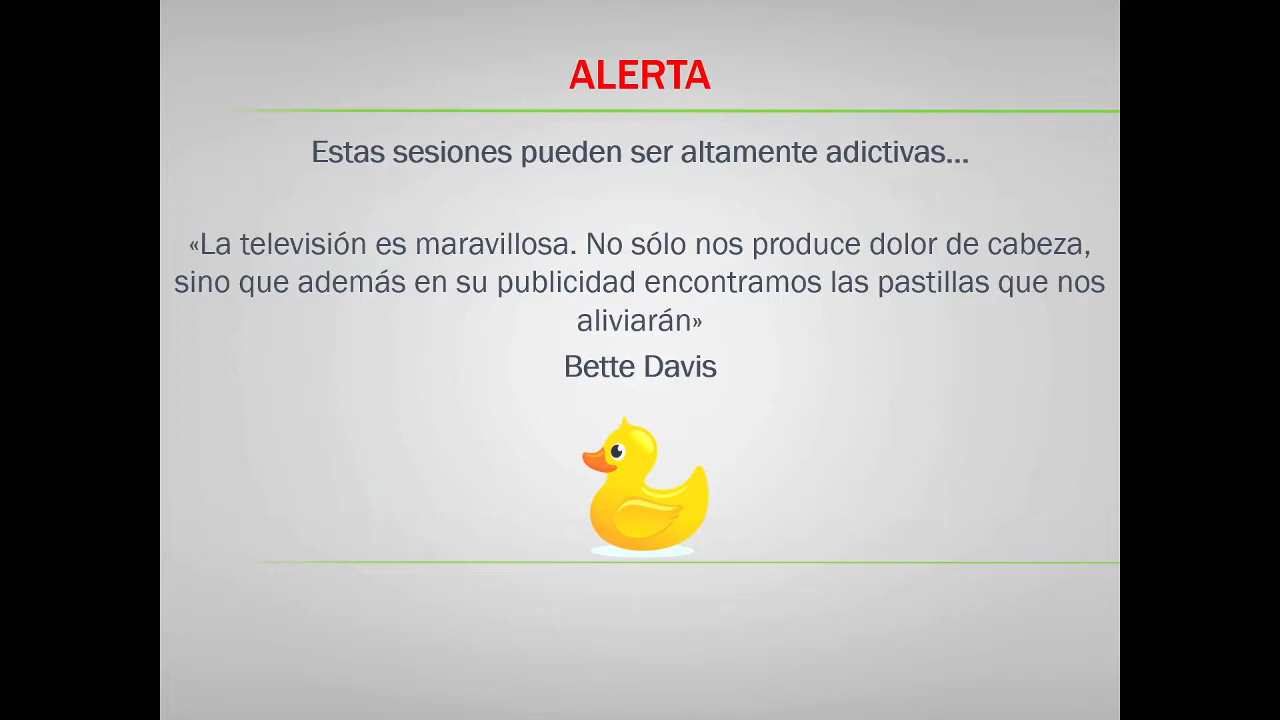 ALERTA
Estas sesiones pueden ser altamente adictivas...
«La televisión es maravillosa. No sólo nos produce dolor de cabeza,
sino que además en su publicidad encontramos las pastillas que nos
aliviarán»
Bette Davis